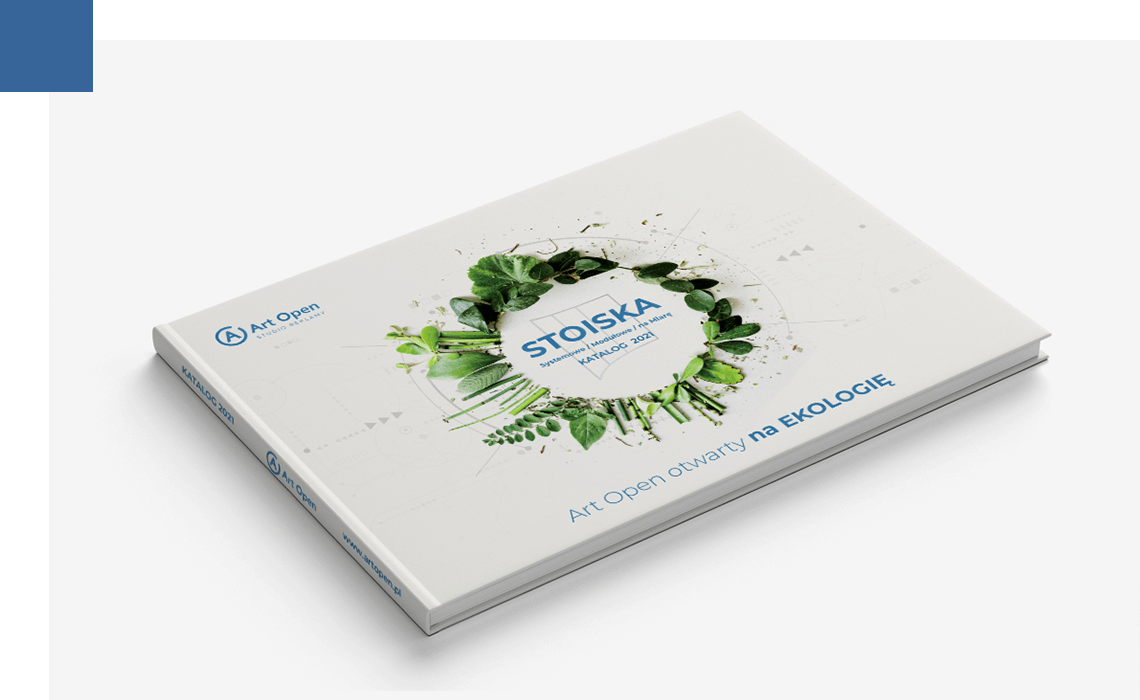 Art Open
STUDIO REKLAMY
STOISKA
Systemowe / Modułowe / na Miarę
KATALOG 2021
Art Open otwarty na EKOLOGIĘ
KATALOG 2021
Art Open
www.artopen.pl